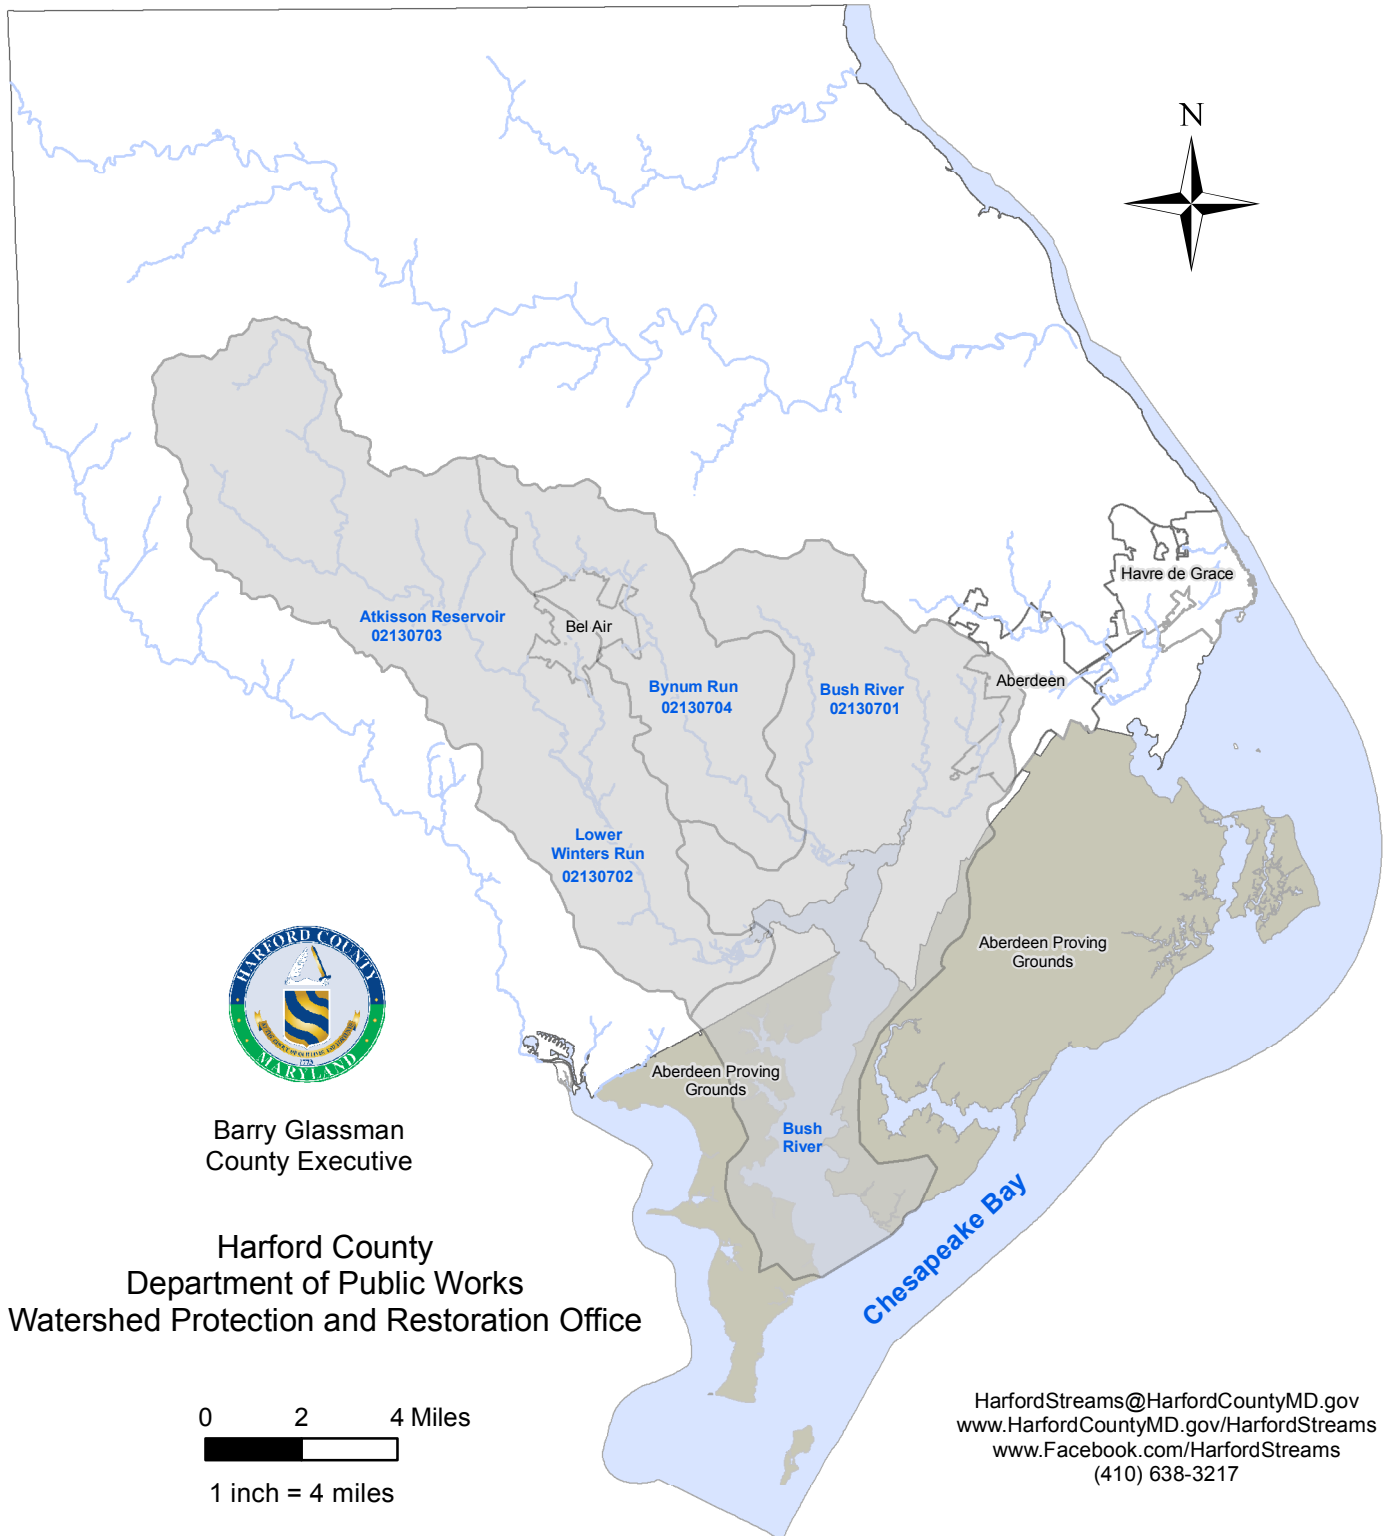 N
Havre de Grace
Atkisson Reservoir
02130703
Bel Air
Bynum Run
02130704
Bush River
02130701
Aberdeen
Lower
Winters Run
02130702
Aberdeen Proving
Grounds
HARFORD COUNTY
MARYLAND
Aberdeen Proving
Grounds
Bush
River
Chesapeake Bay
Barry Glassman
County Executive
Harford County
Department of Public Works
Watershed Protection and Restoration Office
0 2 4 Miles
1 inch = 4 miles
HarfordStreams@HarfordCountyMD.gov
www.HarfordCountyMD.gov/HarfordStreams
www.Facebook.com/HarfordStreams
(410) 638-3217